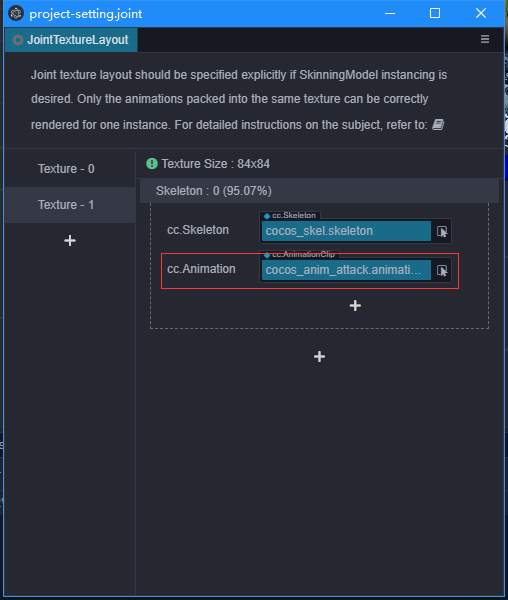 project-setting.joint
JointTextureLayout
Joint texture layout should be specified explicitly if SkinningModel instancing is
desired. Only the animations packed into the same texture can be correctly
rendered for one instance. For detailed instructions on the subject, refer to:
Texture - 0
Texture - 1
Texture Size : 84x84
Skeleton : 0 (95.07%)
cc.Skeleton
cc.Skeleton
cocos_skel.skeleton
cc.Animation
cc.AnimationClip
cocos_anim_attack.animati...